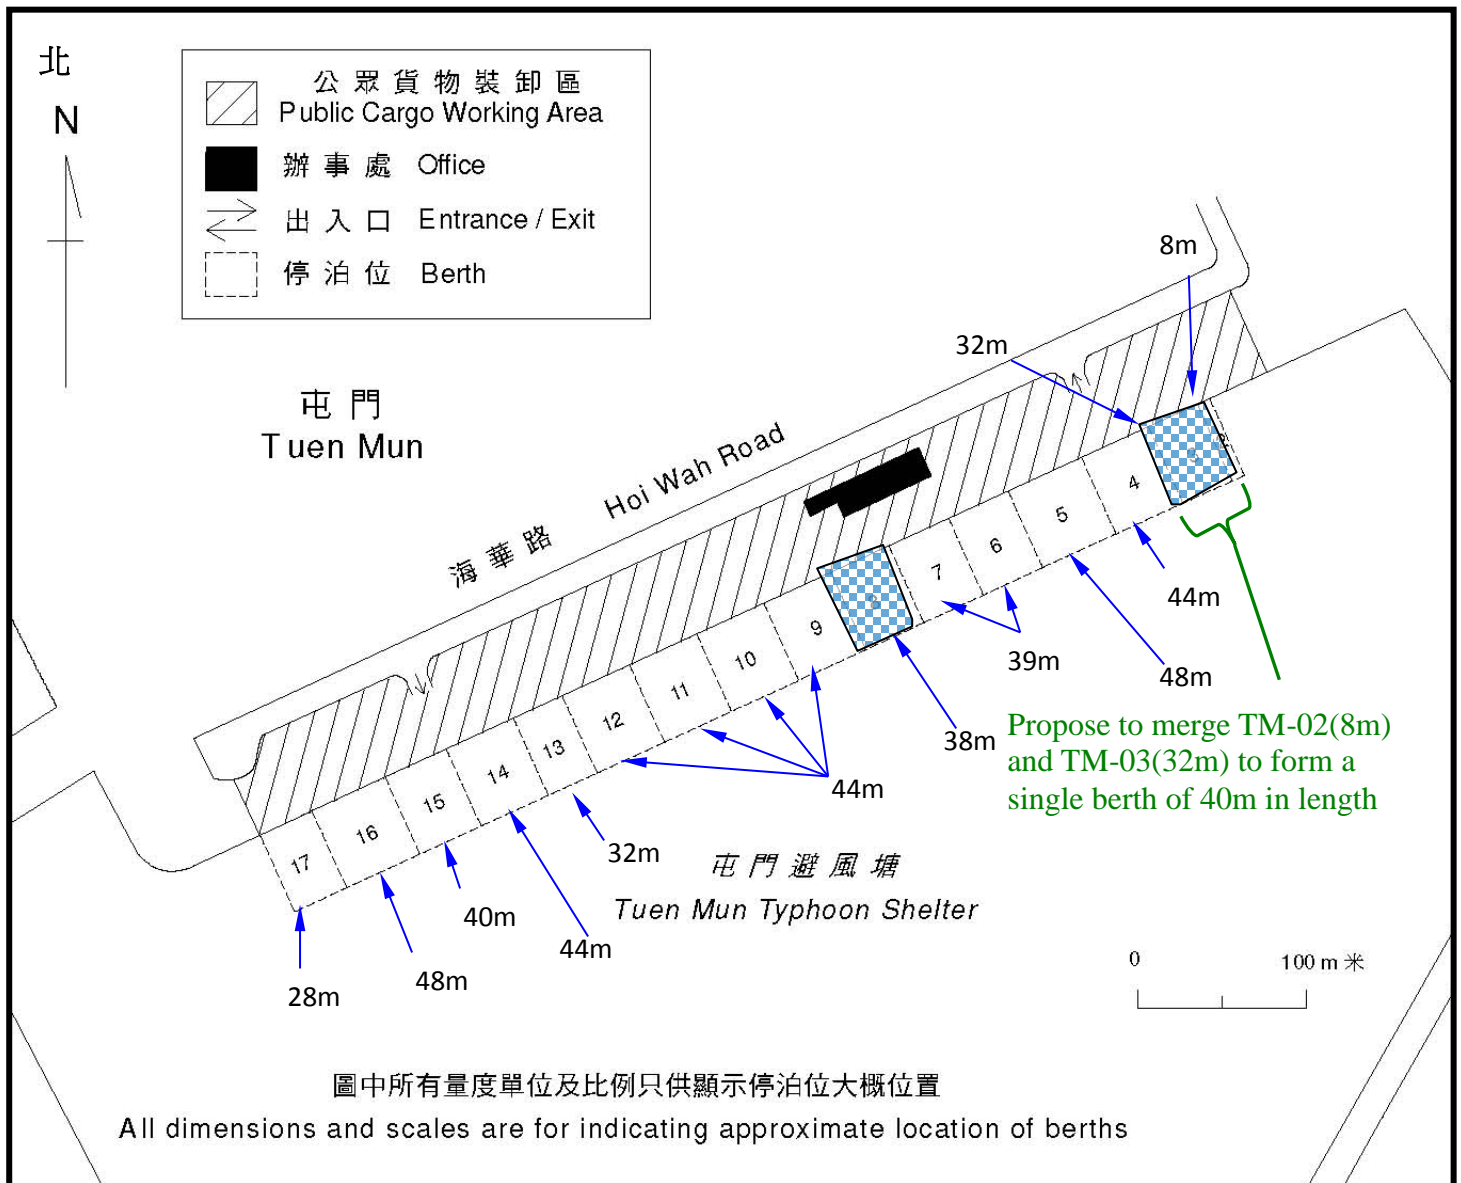 北
N
公眾貨物裝卸區
Public Cargo Working Area
辦事處 Office
出入口 Entrance / Exit
停泊位 Berth
屯門
Tuen Mun
海華路 Hoi Wah Road
8m
32m
2
3
4
5
6
7
8
9
10
11
12
13
14
15
16
17
44m
48m
39m
38m
44m
32m
44m
40m
48m
28m
Propose to merge TM-02(8m)
and TM-03(32m) to form a
single berth of 40m in length
屯門避風塘
Tuen Mun Typhoon Shelter
0 100 m 米
圖中所有量度單位及比例只供顯示停泊位大概位置
All dimensions and scales are for indicating approximate location of berths